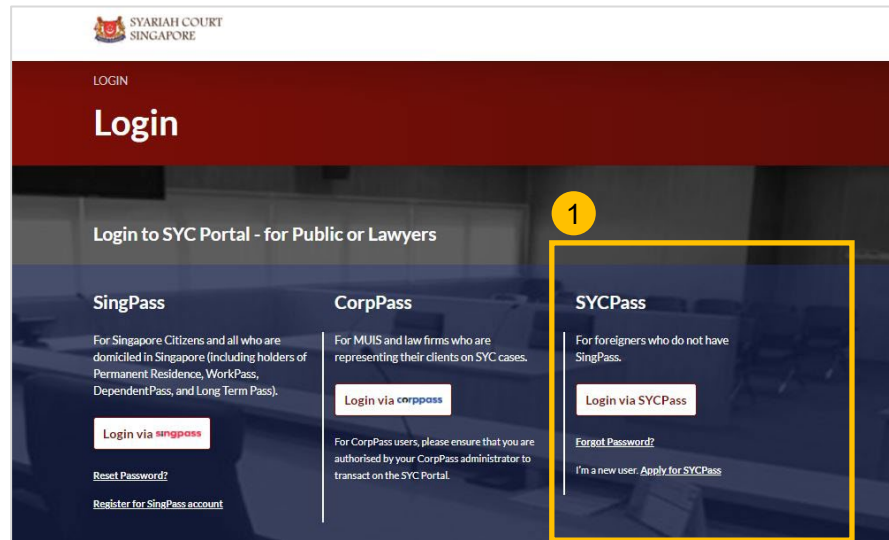 SYARIAH COURT
SINGAPORE
LOGIN
Login
1
Login to SYC Portal - for Public or Lawyers
SingPass
For Singapore Citizens and all who are
domiciled in Singapore (including holders of
Permanent Residence, WorkPass,
DependentPass, and Long Term Pass).
Login via singpass
Reset Password?
Register for SingPass account
CorpPass
For MUIS and law firms who are
representing their clients on SYC cases.
Login via corppass
For CorpPass users, please ensure that you are
authorised by your CorpPass administrator to
transact on the SYC Portal.
SYCPass
For foreigners who do not have
SingPass.
Login via SYCPass
Forgot Password?
I'm a new user. Apply for SYCPass